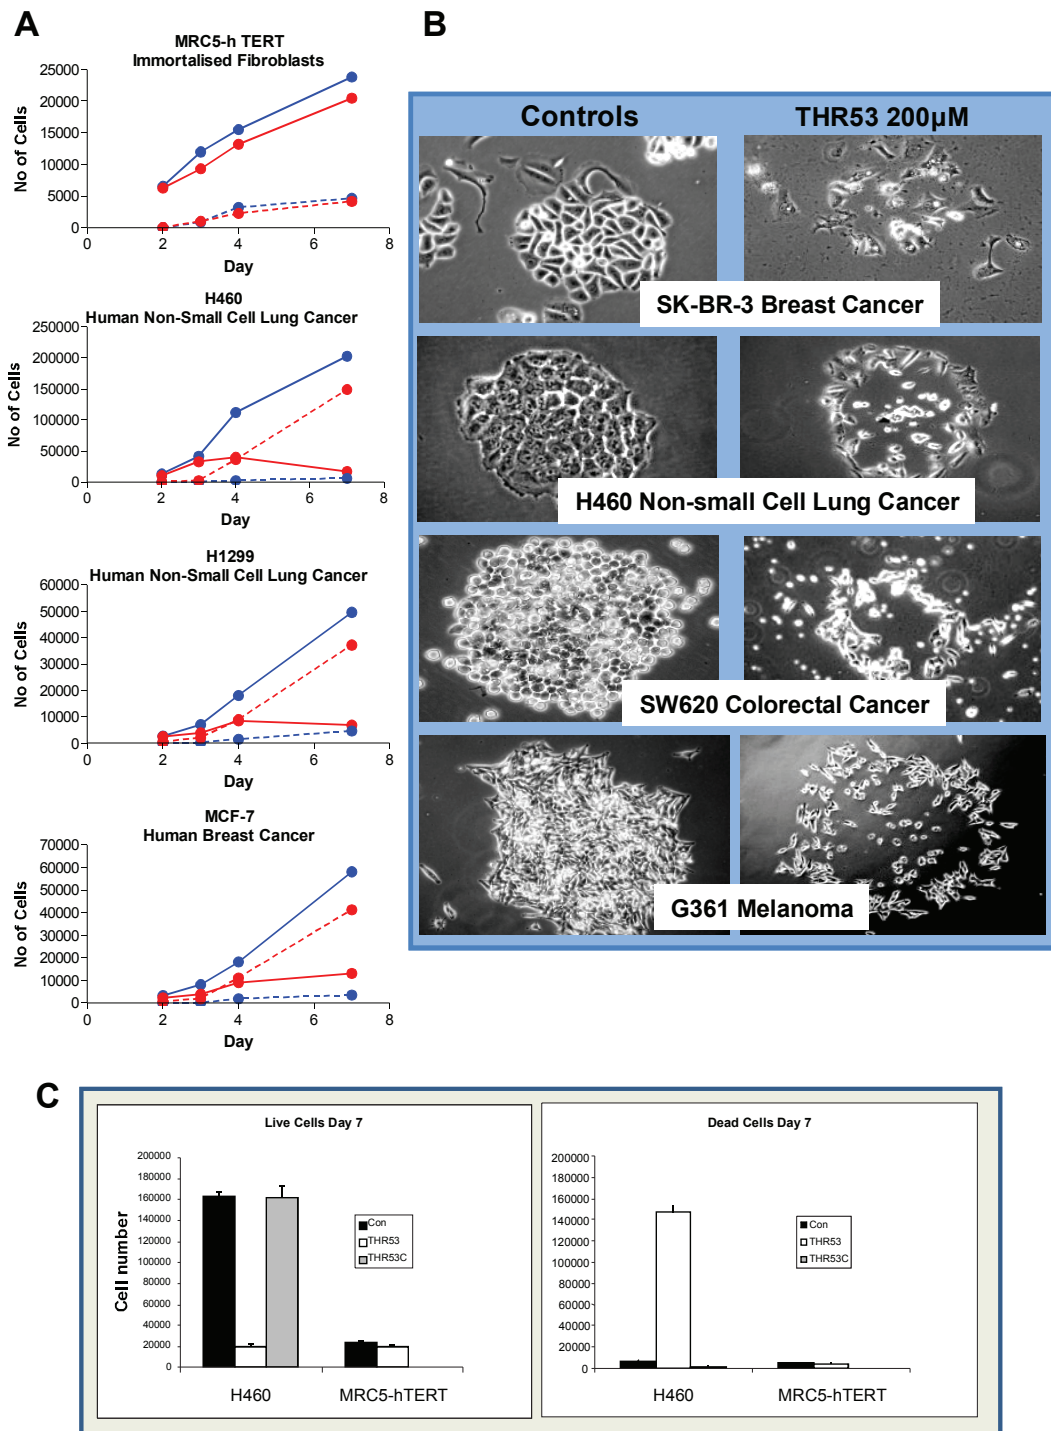 A
MRC5-h TERT
Immortalised Fibroblasts
25000
20000
15000
10000
5000
0
No of Cells
0 2 4 6 8
Day
H460
Human Non-Small Cell Lung Cancer
250000
200000
150000
100000
50000
0
No of Cells
0 2 4 6 8
Day
H1299
Human Non-Small Cell Lung Cancer
60000
50000
40000
30000
20000
10000
0
No of Cells
0 2 4 6 8
Day
MCF-7
Human Breast Cancer
70000
60000
50000
40000
30000
20000
10000
0
No of Cells
0 2 4 6 8
Day
B
Controls THR53 200µM
SK-BR-3 Breast Cancer
H460 Non-small Cell Lung Cancer
SW620 Colorectal Cancer
G361 Melanoma
C
Live Cells Day 7
200000
180000
160000
140000
120000
100000
80000
60000
40000
20000
0
Cell number
Con
THR53
THR53C
H460 MRC5-hTERT
Dead Cells Day 7
200000
180000
160000
140000
120000
100000
80000
60000
40000
20000
0
Con
THR53
THR53C
H460 MRC5-hTERT